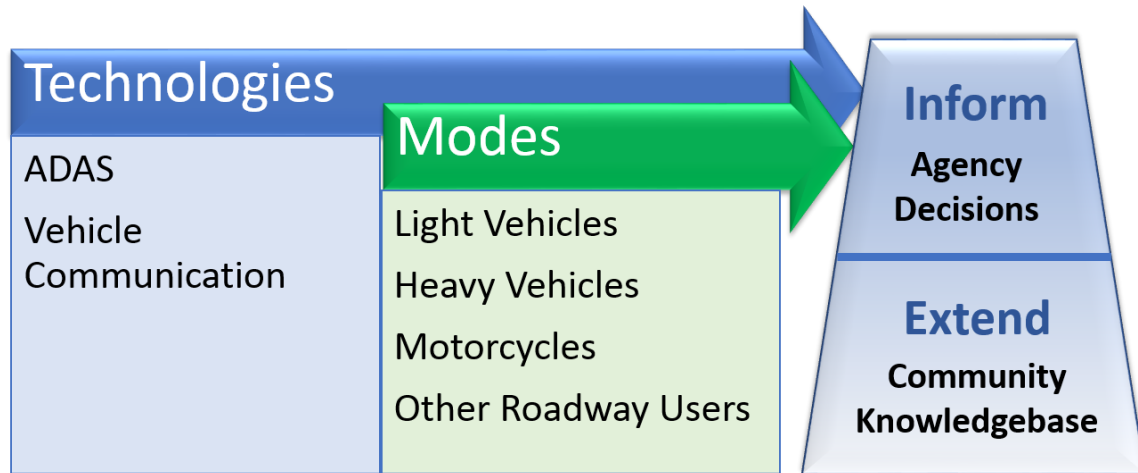 Technologies
ADAS
Vehicle
Communication
Modes
Light Vehicles
Heavy Vehicles
Motorcycles
Other Roadway Users
Inform
Agency
Decisions
Extend
Community
Knowledgebase